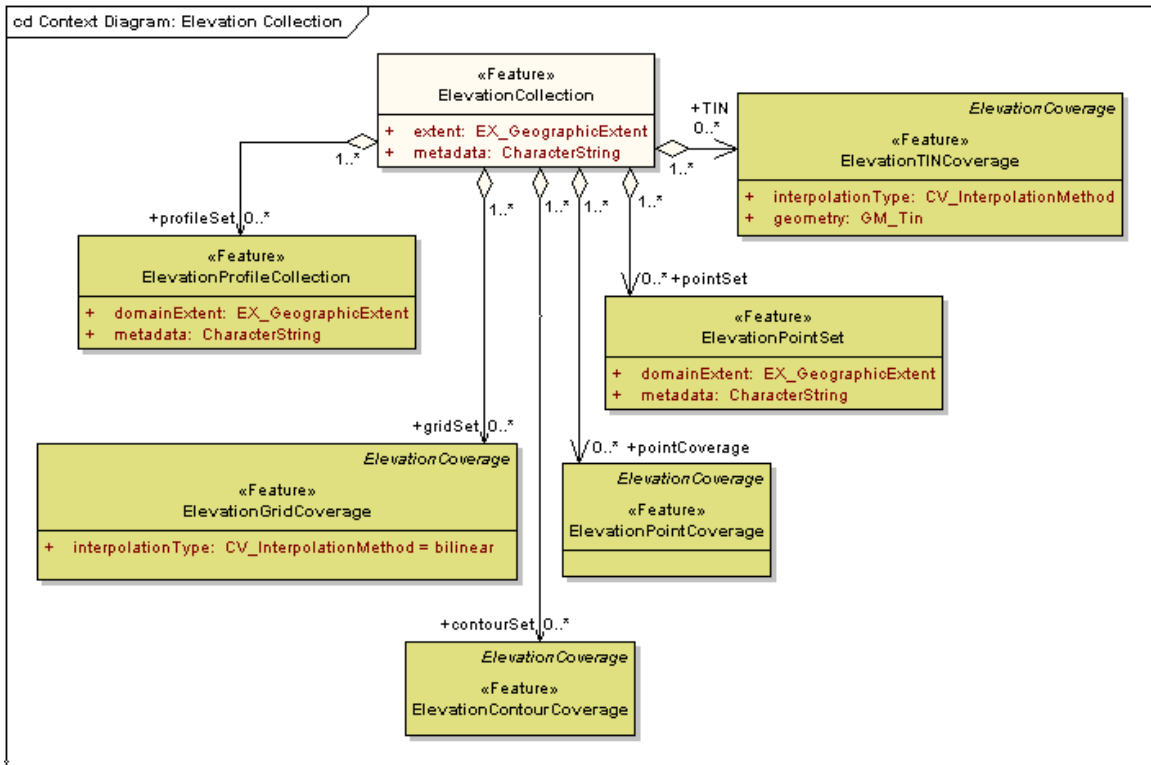 cd Context Diagram: Elevation Collection
«Feature»
ElevationCollection
+ extent: EX_GeographicExtent
+ metadata: CharacterString
1..*
1..*
1..*
1..*
1..*
1..*
+TIN
0..*
ElevationCoverage
«Feature»
ElevationTINCoverage
+ interpolationType: CV_InterpolationMethod
+ geometry: GM_Tin
+profileSet 0..*
«Feature»
ElevationProfileCollection
+ domainExtent: EX_GeographicExtent
+ metadata: CharacterString
0..* +pointSet
«Feature»
ElevationPointSet
+ domainExtent: EX_GeographicExtent
+ metadata: CharacterString
+gridSet 0..*
ElevationCoverage
«Feature»
ElevationGridCoverage
+ interpolationType: CV_InterpolationMethod = bilinear
0..* +pointCoverage
ElevationCoverage
«Feature»
ElevationPointCoverage
+contourSet 0..*
ElevationCoverage
«Feature»
ElevationContourCoverage